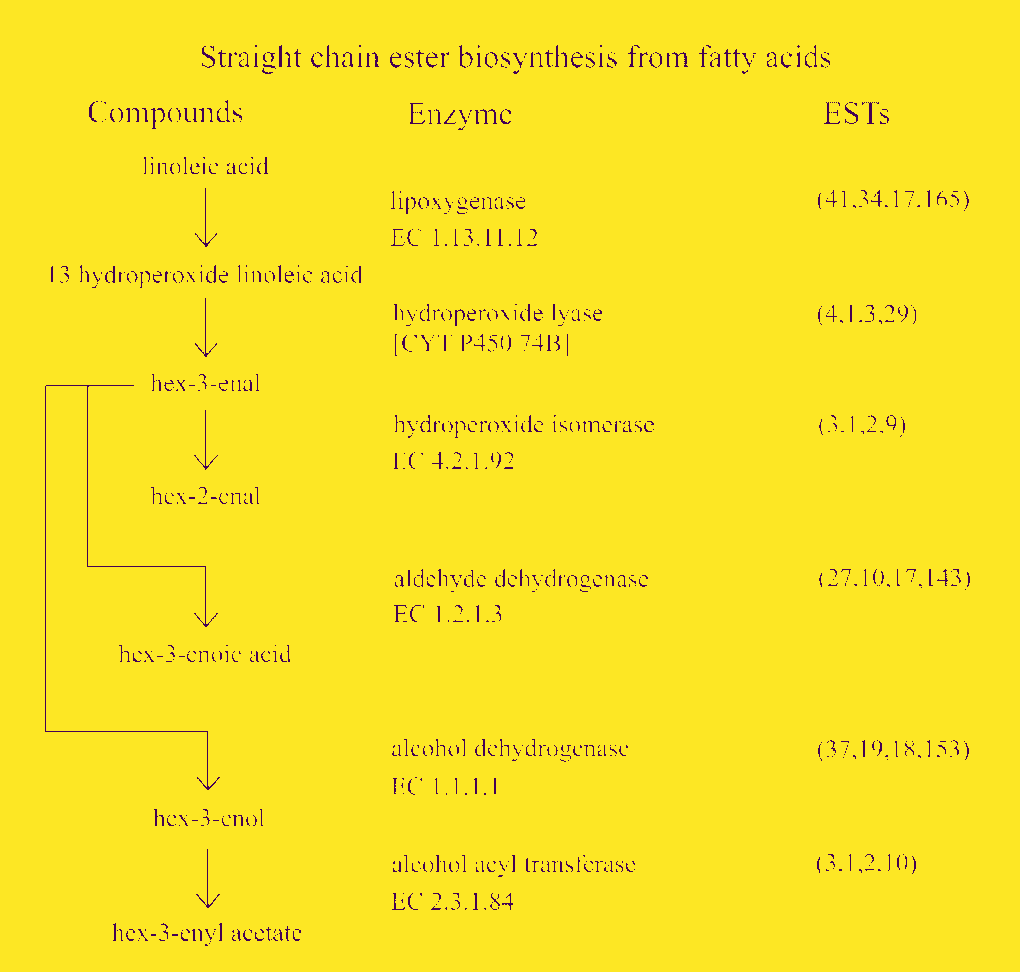 Straight chain ester biosynthesis from fatty acids
Compounds Enzyme ESTs
linoleic acid
lipoxygenase (41,34,17,165)
EC 1.13.11.12
13 hydroperoxide linoleic acid
hydroperoxide lyase (4,1,3,29)
[CYT P450 74B]
hex-3-enal
hydroperoxide isomerase (3,1,2,9)
EC 4.2.1.92
hex-2-enal
aldehyde dehydrogenase (27,10,17,143)
EC 1.2.1.3
hex-3-enoic acid
alcohol dehydrogenase (37,19,18,153)
EC 1.1.1.1
hex-3-enol
alcohol acyl transferase (3,1,2,10)
EC 2.3.1.84
hex-3-enyl acetate